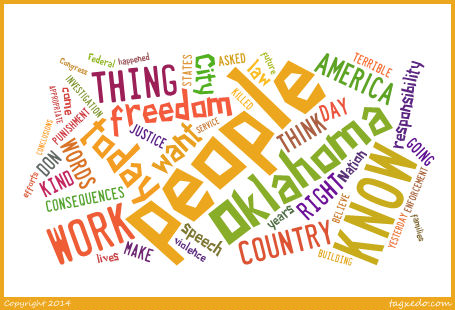 Federal
happened
Congress
INVESTIGATION
THING
STATES
City
ASKED
law
future
KILLED
AMERICA
TERRIBLE
responsibility
came
APPROPRIATE
PUNISHMENT
freedom
people
CONCLUSIONS
DON
WORDS
today
JUSTICE
want
SERVICE
THINK
DAY
efforts
KIND
CONSEQUENCES
oklahoma
RIGHT
Nation
KNOW
GOING
ENFORCEMENT
YESTERDAY
families
WORK
lives
MAKE
speech
violence
years
COUNTRY
BELIEVE
BUILDING
Copyright 2014
tagxedo.com